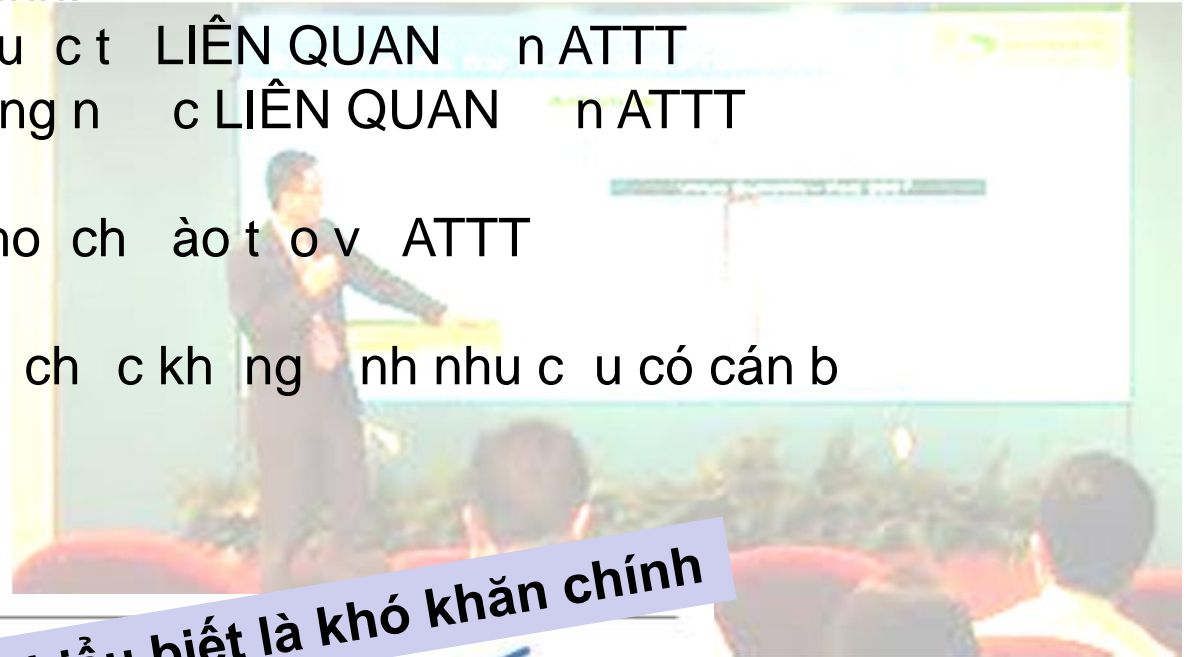 u c t LIÊN QUAN n ATTT
ng n c LIÊN QUAN n ATTT
ho ch ào t o v ATTT
ch c kh ng nh nhu c u có cán b
biết là khó khăn chính